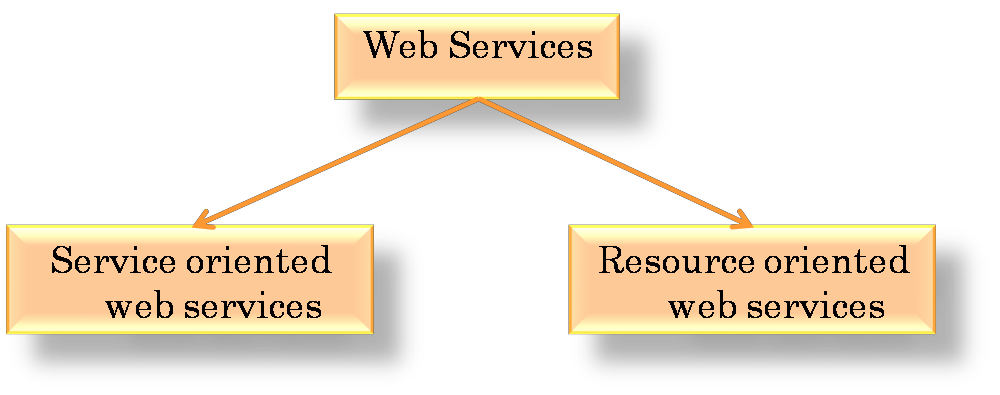 Web Services
Service oriented
web services
Resource oriented
web services